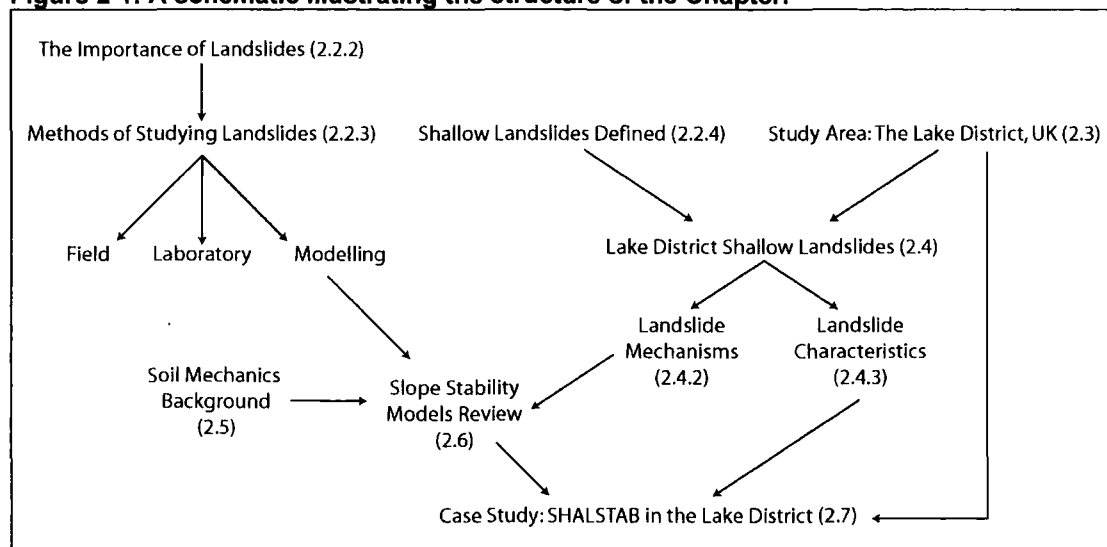 Figure 2-1: A schematic illustrating the structure of the Chapter.
The Importance of Landslides (2.2.2)
Methods of Studying Landslides (2.2.3)
Shallow Landslides Defined (2.2.4)
Study Area: The Lake District, UK (2.3)
Field
Laboratory
Modelling
Lake District Shallow Landslides (2.4)
Landslide
Mechanisms
(2.4.2)
Landslide
Characteristics
(2.4.3)
Soil Mechanics
Background
(2.5)
Slope Stability
Models Review
(2.6)
Case Study: SHALSTAB in the Lake District (2.7)